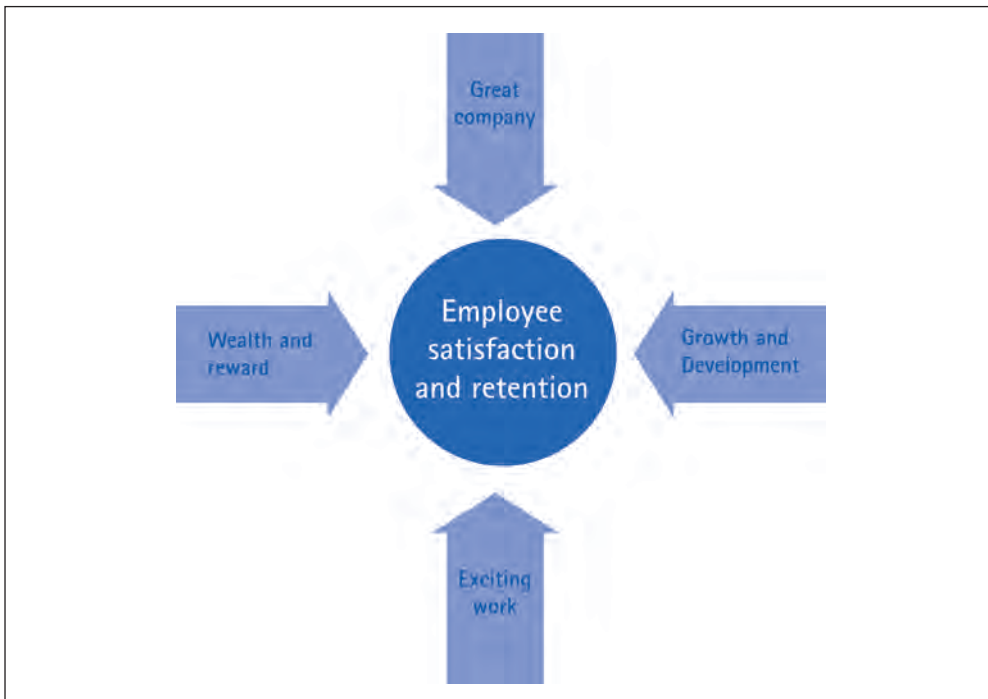 Great
company
Wealth and
reward
Employee
satisfaction
and retention
Growth and
Development
Exciting
work